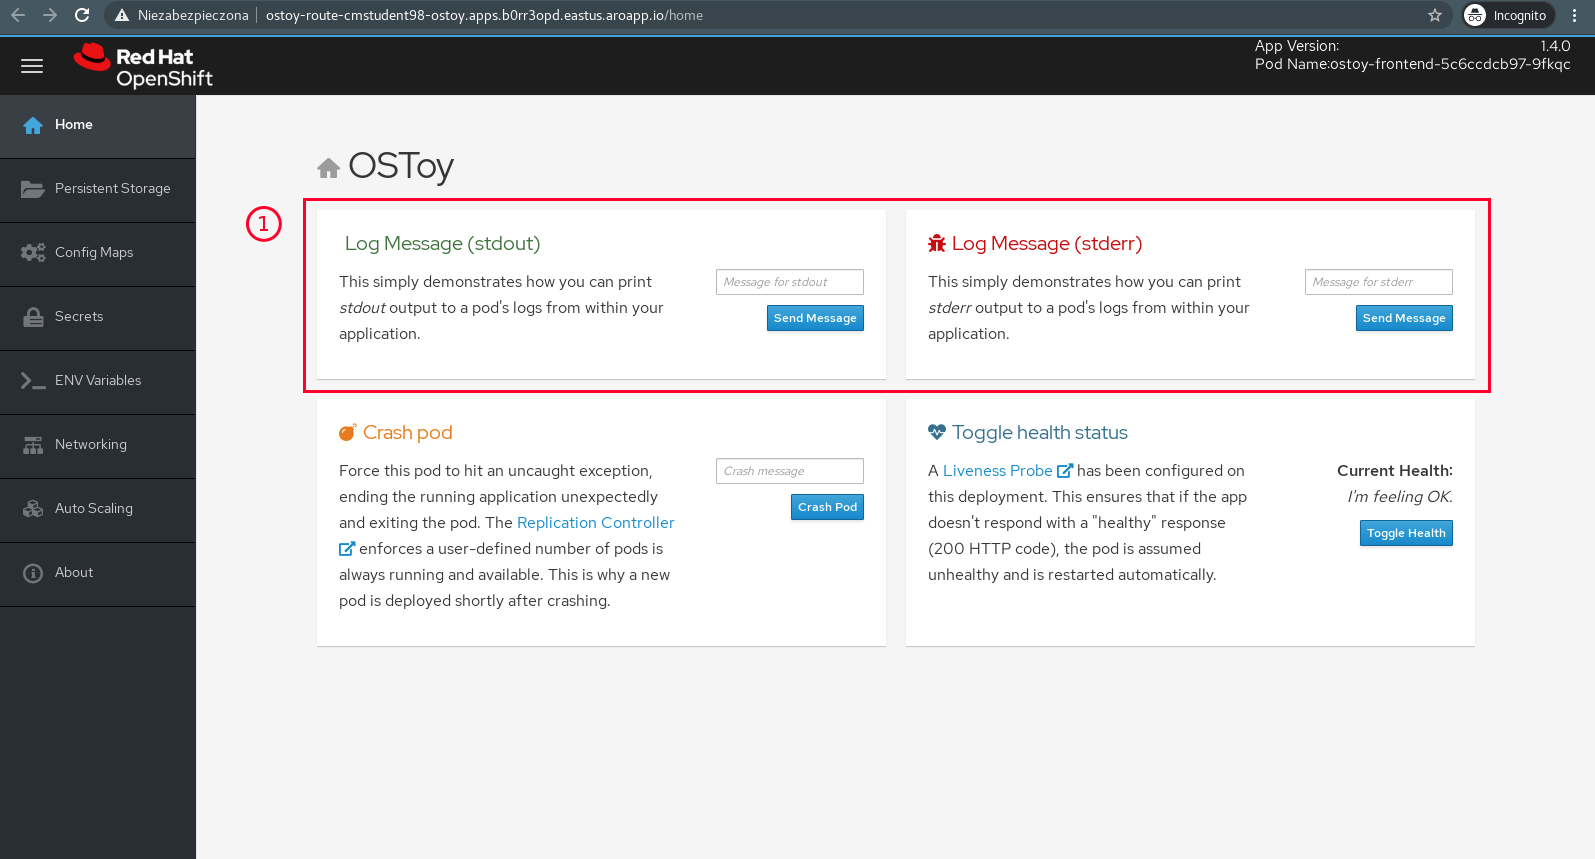 Niezabezpieczona
ostoy-route-cmstudent98-ostoy.apps.b0rr3opd.eastus.aroapp.io/home
Incognito
Red Hat
OpenShift
App Version: 1.4.0
Pod Name:ostoy-frontend-5c6ccdcb97-9fkqc
Home
Persistent Storage
Config Maps
Secrets
ENV Variables
Networking
Auto Scaling
About
OSToy
1
Log Message (stdout)
This simply demonstrates how you can print
stdout output to a pod's logs from within your
application.
Message for stdout
Send Message
Log Message (stderr)
This simply demonstrates how you can print
stderr output to a pod's logs from within your
application.
Message for stderr
Send Message
Crash pod
Force this pod to hit an uncaught exception,
ending the running application unexpectedly
and exiting the pod. The Replication Controller
enforces a user-defined number of pods is
always running and available. This is why a new
pod is deployed shortly after crashing.
Crash message
Crash Pod
Toggle health status
A Liveness Probe has been configured on
this deployment. This ensures that if the app
doesn't respond with a "healthy" response
(200 HTTP code), the pod is assumed
unhealthy and is restarted automatically.
Current Health:
I'm feeling OK.
Toggle Health